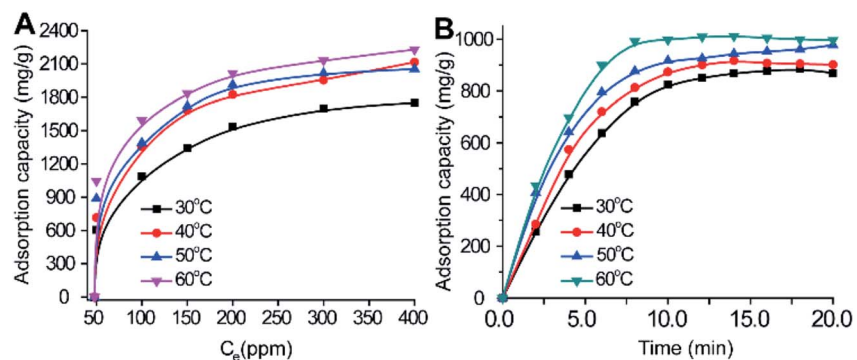 A
Adsorption capacity (mg/g)
2400
2100
1800
1500
1200
900
600
300
0
30°C
40°C
50°C
60°C
50 100 150 200 300 400
Ce(ppm)
B
Adsorption capacity (mg/g)
1000
800
600
400
200
0
30°C
40°C
50°C
60°C
0.0 5.0 10.0 15.0 20.0
Time (min)